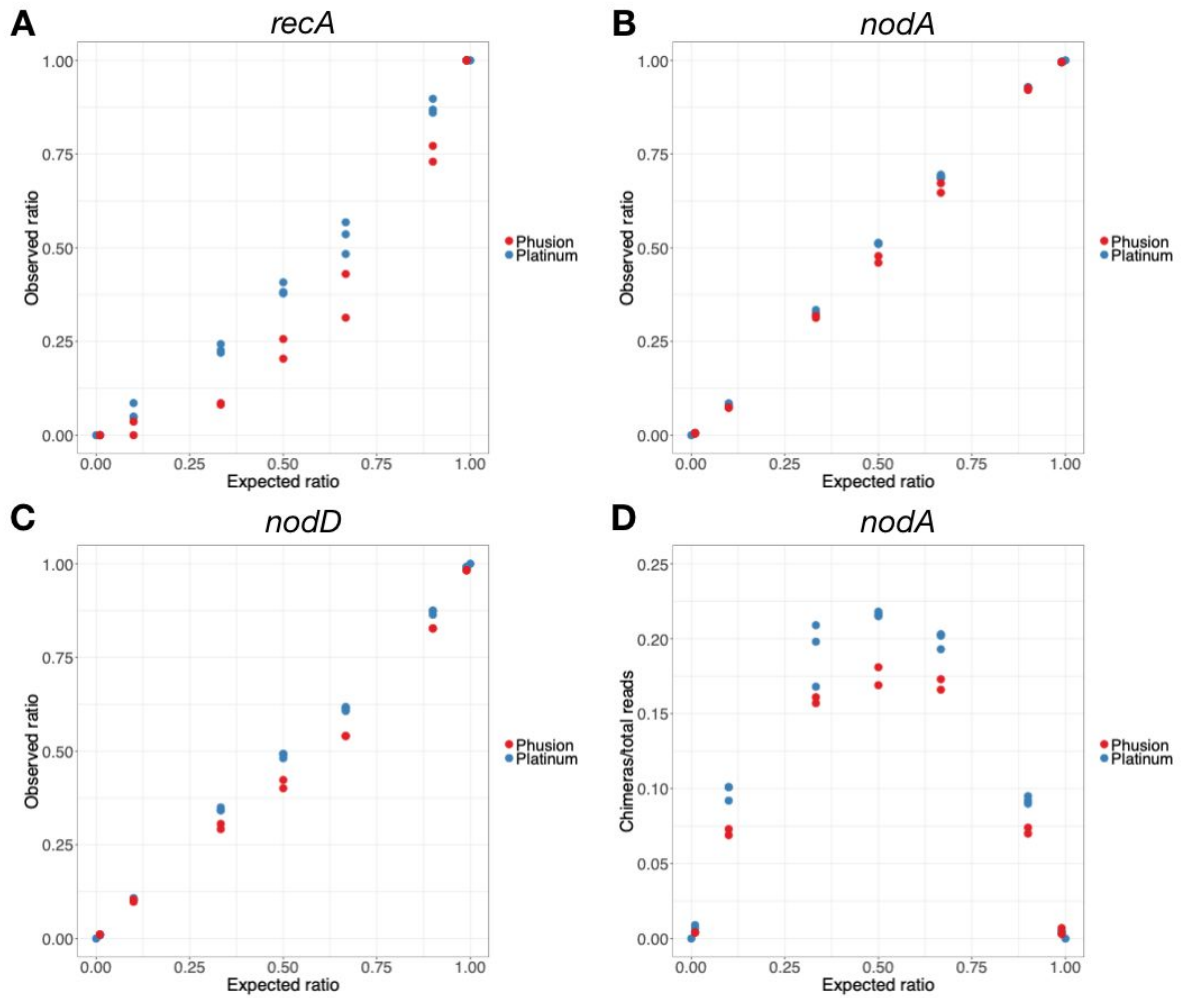 A
recA
1.00
0.75
0.50
0.25
0.00
Observed ratio
0.00 0.25 0.50 0.75 1.00
Expected ratio
Phusion
Platinum
B
nodA
1.00
0.75
0.50
0.25
0.00
Observed ratio
0.00 0.25 0.50 0.75 1.00
Expected ratio
Phusion
Platinum
C
nodD
1.00
0.75
0.50
0.25
0.00
Observed ratio
0.00 0.25 0.50 0.75 1.00
Expected ratio
Phusion
Platinum
D
nodA
0.25
0.20
0.15
0.10
0.05
0.00
Chimeras/total reads
0.00 0.25 0.50 0.75 1.00
Expected ratio
Phusion
Platinum